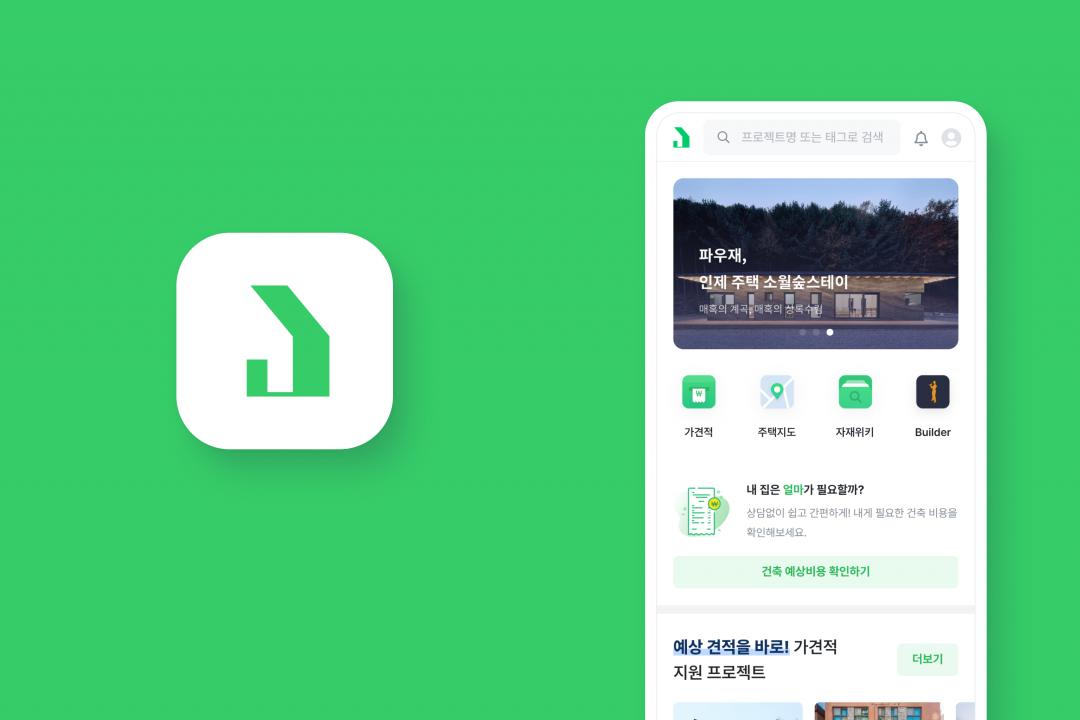 프로젝트명 또는 태그로 검색
파우재,
인제 주택 소월숲스테이
매혹의 계곡, 매혹의 상록수림
가견적
주택지도
자재위키
Builder
내 집은 얼마가 필요할까?
상담없이 쉽고 간편하게! 내게 필요한 건축 비용을
확인해보세요.
건축 예상비용 확인하기
예상 견적을 바로! 가견적
지원 프로젝트
더보기